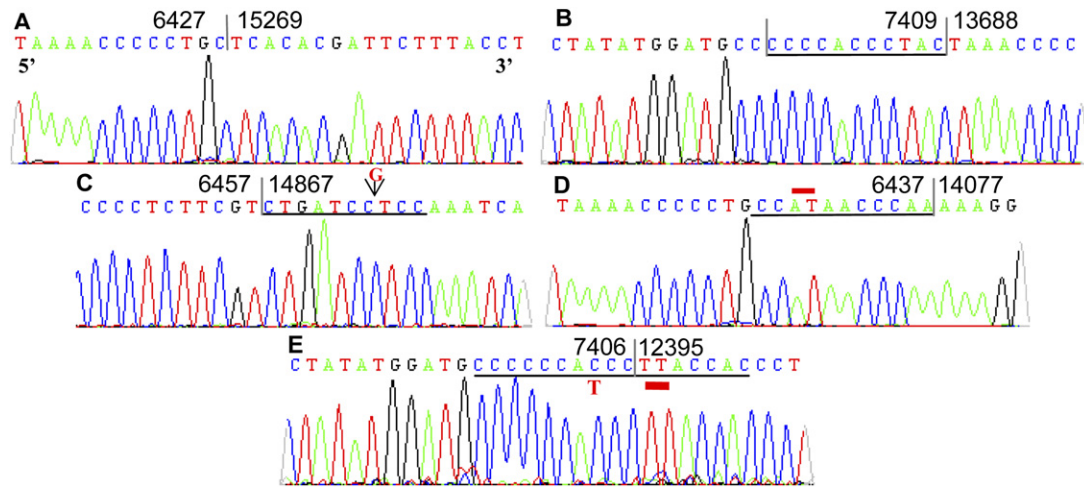 A 6427 15269
TAAAACCCCCTGCTCACACGATTCTTTACCT
5’ 3’
B 7409 13688
CTATATGGATGCCCCCCACCCTACTAAACCCC
C 6457 14867 G
CCCCTCTTCGTCTGATCCTCCAAATCA
D 6437 14077
TAAAACCCCCTGCCATAACCCAAAAAGG
E 7406 12395
CTATATGGATGCCCCCCACCCTTACCACCCT
T